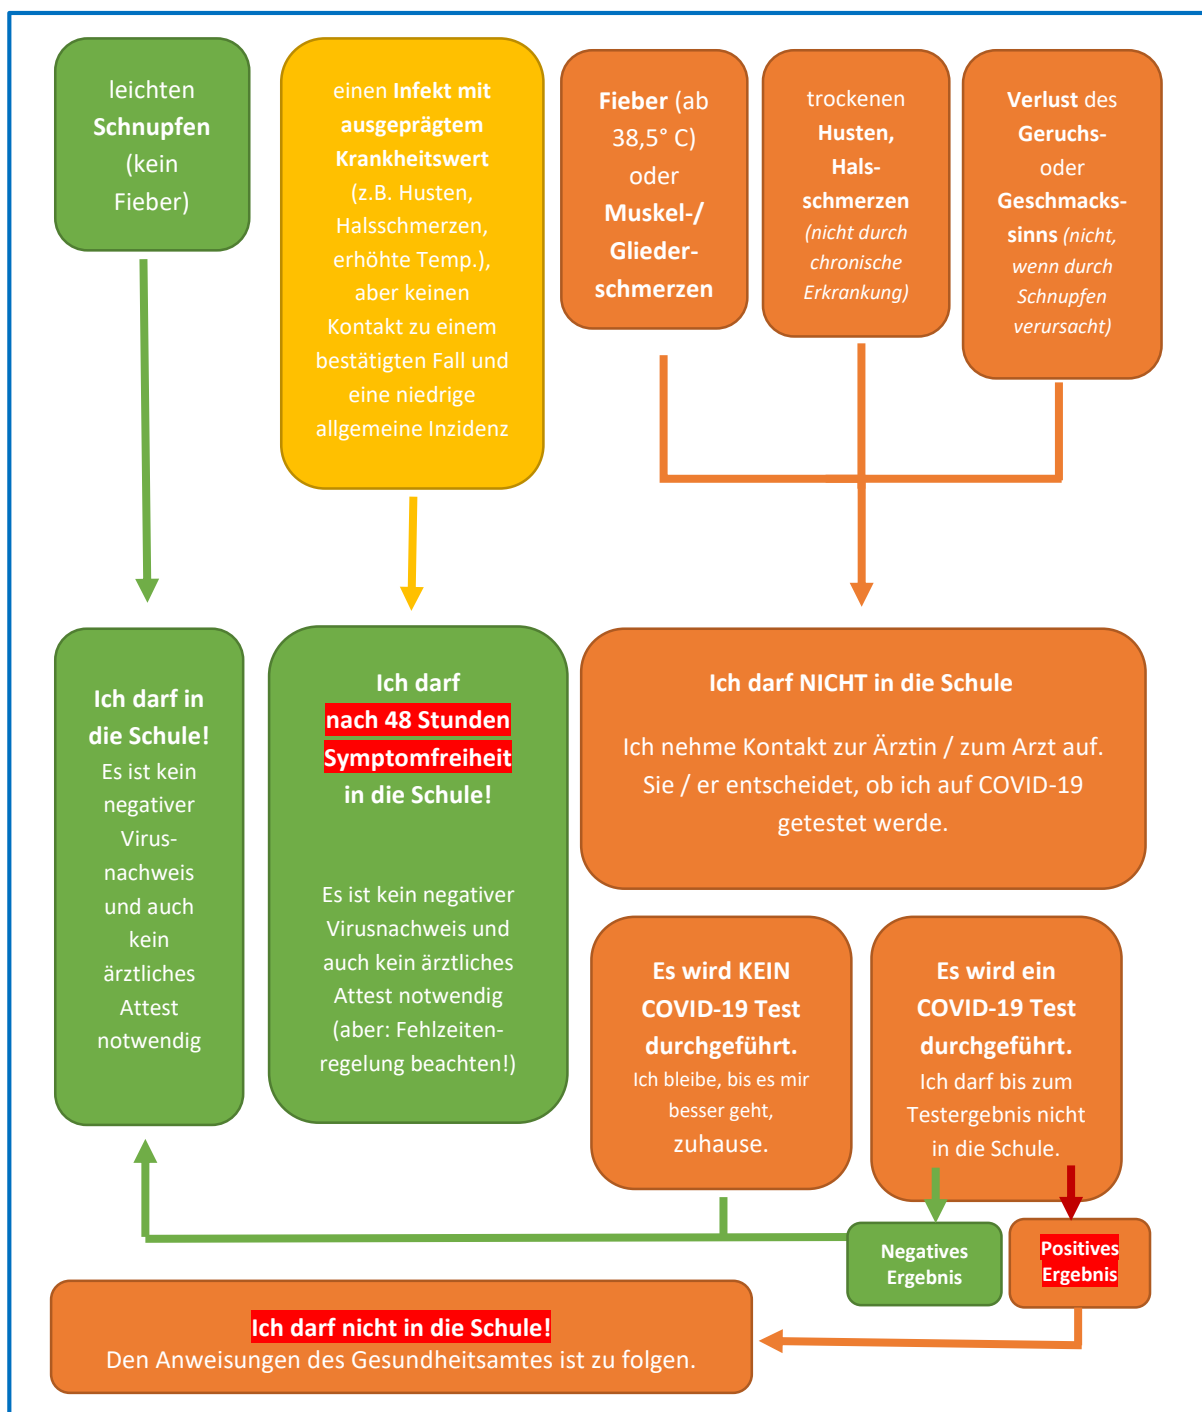 leichten
Schnupfen
(kein
Fieber)
einen Infekt mit
ausgeprägtem
Krankheitswert
(z.B. Husten,
Halsschmerzen,
erhöhte Temp.),
aber keinen
Kontakt zu einem
bestätigten Fall und
eine niedrige
allgemeine Inzidenz
Fieber (ab
38,5° C)
oder
Muskel-/
Glieder-
schmerzen
trockenen
Husten,
Hals-
schmerzen
(nicht durch
chronische
Erkrankung)
Verlust des
Geruchs-
oder
Geschmacks-
sinns (nicht,
wenn durch
Schnupfen
verursacht)
Ich darf in
die Schule!
Es ist kein
negativer
Virus-
nachweis
und auch
kein
ärztliches
Attest
notwendig
Ich darf
nach 48 Stunden
Symptomfreiheit
in die Schule!
Es ist kein negativer
Virusnachweis und
auch kein ärztliches
Attest notwendig
(aber: Fehlzeiten-
regelung beachten!)
Ich darf NICHT in die Schule
Ich nehme Kontakt zur Ärztin / zum Arzt auf.
Sie / er entscheidet, ob ich auf COVID-19
getestet werde.
Es wird KEIN
COVID-19 Test
durchgeführt.
Ich bleibe, bis es mir
besser geht,
zuhause.
Es wird ein
COVID-19 Test
durchgeführt.
Ich darf bis zum
Testergebnis nicht
in die Schule.
Negatives
Ergebnis
Positives
Ergebnis
Ich darf nicht in die Schule!
Den Anweisungen des Gesundheitsamtes ist zu folgen.